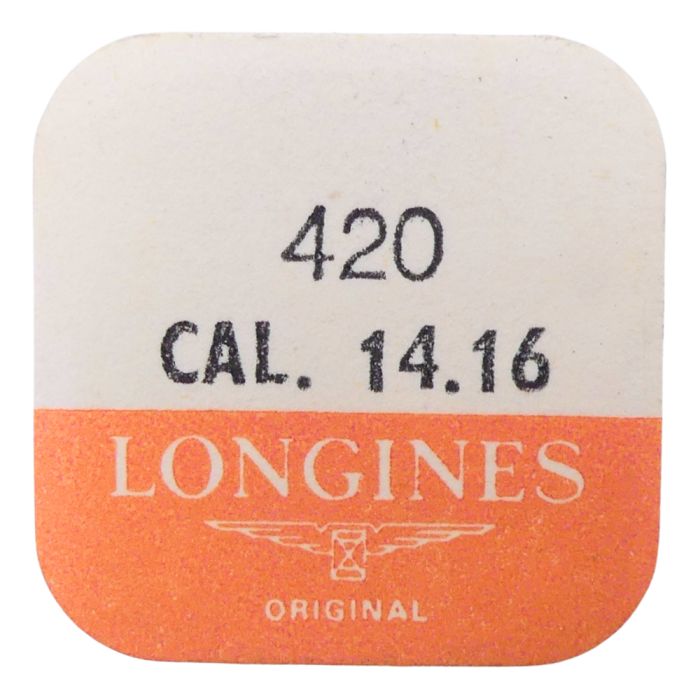 420
CAL. 14.16
LONGINES
ORIGINAL